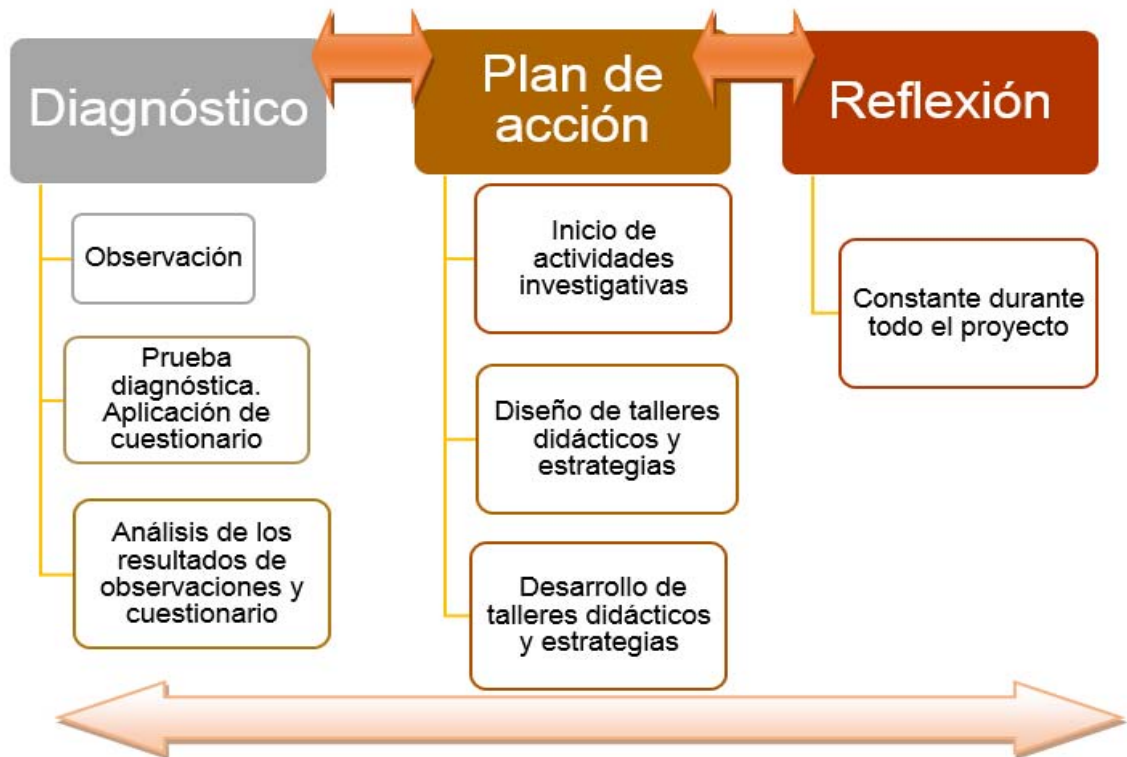 Diagnóstico
Observación
Prueba
diagnóstica.
Aplicación de
cuestionario
Análisis de los
resultados de
observaciones y
cuestionario
Plan de
acción
Inicio de
actividades
investigativas
Diseño de talleres
didácticos y
estrategias
Desarrollo de
talleres didácticos
y estrategias
Reflexión
Constante durante
todo el proyecto